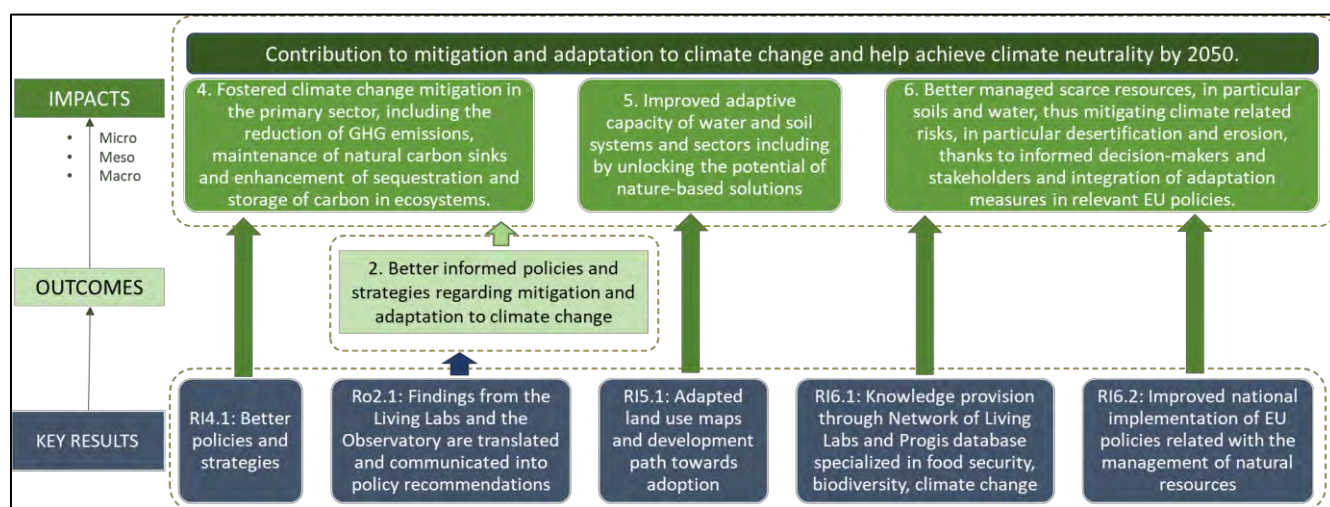 Contribution to mitigation and adaptation to climate change and help achieve climate neutrality by 2050.
IMPACTS
• Micro
• Meso
• Macro
4. Fostered climate change mitigation in
the primary sector, including the
reduction of GHG emissions,
maintenance of natural carbon sinks
and enhancement of sequestration and
storage of carbon in ecosystems.
5. Improved adaptive
capacity of water and soil
systems and sectors including
by unlocking the potential of
nature-based solutions
6. Better managed scarce resources, in particular
soils and water, thus mitigating climate related
risks, in particular desertification and erosion,
thanks to informed decision-makers and
stakeholders and integration of adaptation
measures in relevant EU policies.
OUTCOMES
2. Better informed policies and
strategies regarding mitigation and
adaptation to climate change
KEY RESULTS
RI4.1: Better
policies and
strategies
Ro2.1: Findings from the
Living Labs and the
Observatory are translated
and communicated into
policy recommendations
RI5.1: Adapted
land use maps
and development
path towards
adoption
RI6.1: Knowledge provision
through Network of Living
Labs and Progis database
specialized in food security,
biodiversity, climate change
RI6.2: Improved national
implementation of EU
policies related with the
management of natural
resources